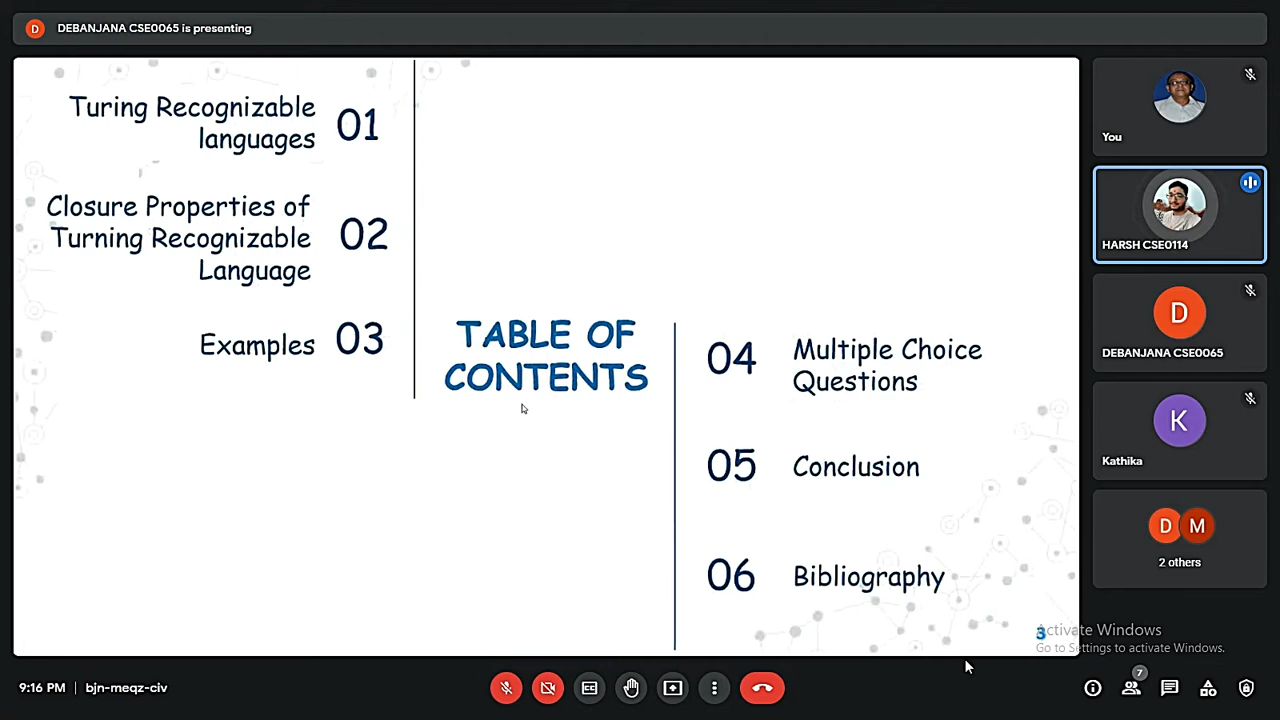 D DEBANJANA CSE0065 is presenting
Turing Recognizable
languages
01
Closure Properties of
Turning Recognizable
Language
02
Examples
03
TABLE OF
CONTENTS
04
Multiple Choice
Questions
05
Conclusion
06
Bibliography
3
You
HARSH CSE0114
D
DEBANJANA CSE0065
K
Kathika
D M
2 others
Activate Windows
Go to Settings to activate Windows.
9:16 PM | bjn-meqz-civ
CC
7